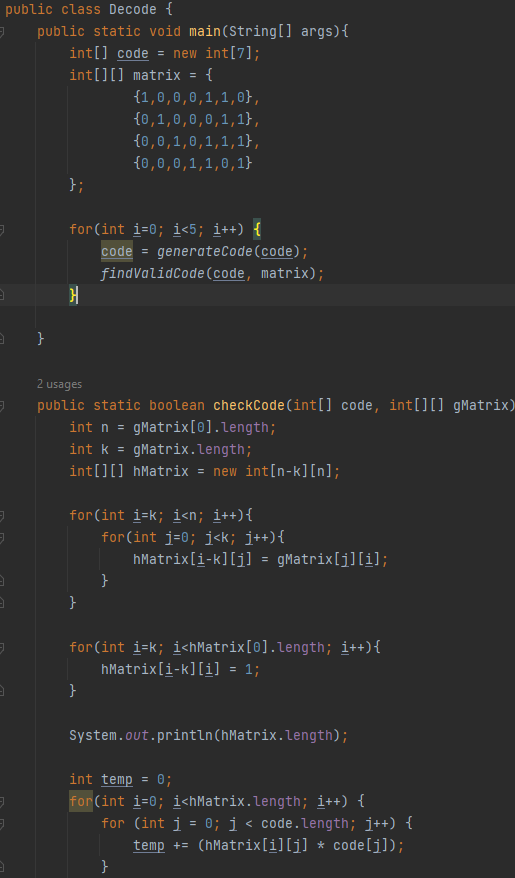 public class Decode {
public static void main(String[] args){
int[] code = new int[7];
int[][] matrix = {
{1,0,0,0,1,1,0},
{0,1,0,0,0,1,1},
{0,0,1,0,1,1,1},
{0,0,0,1,1,0,1}
};
for(int i=0; i<5; i++) {
code = generateCode(code);
findValidCode(code, matrix);
}
}
2 usages
public static boolean checkCode(int[] code, int[][] gMatrix)
int n = gMatrix[0].length;
int k = gMatrix.length;
int[][] hMatrix = new int[n-k][n];
for(int i=k; i<n; i++){
for(int j=0; j<k; j++){
hMatrix[i-k][j] = gMatrix[j][i];
}
}
for(int i=k; i<hMatrix[0].length; i++){
hMatrix[i-k][i] = 1;
}
System.out.println(hMatrix.length);
int temp = 0;
for(int i=0; i<hMatrix.length; i++) {
for (int j = 0; j < code.length; j++) {
temp += (hMatrix[i][j] * code[j]);
}